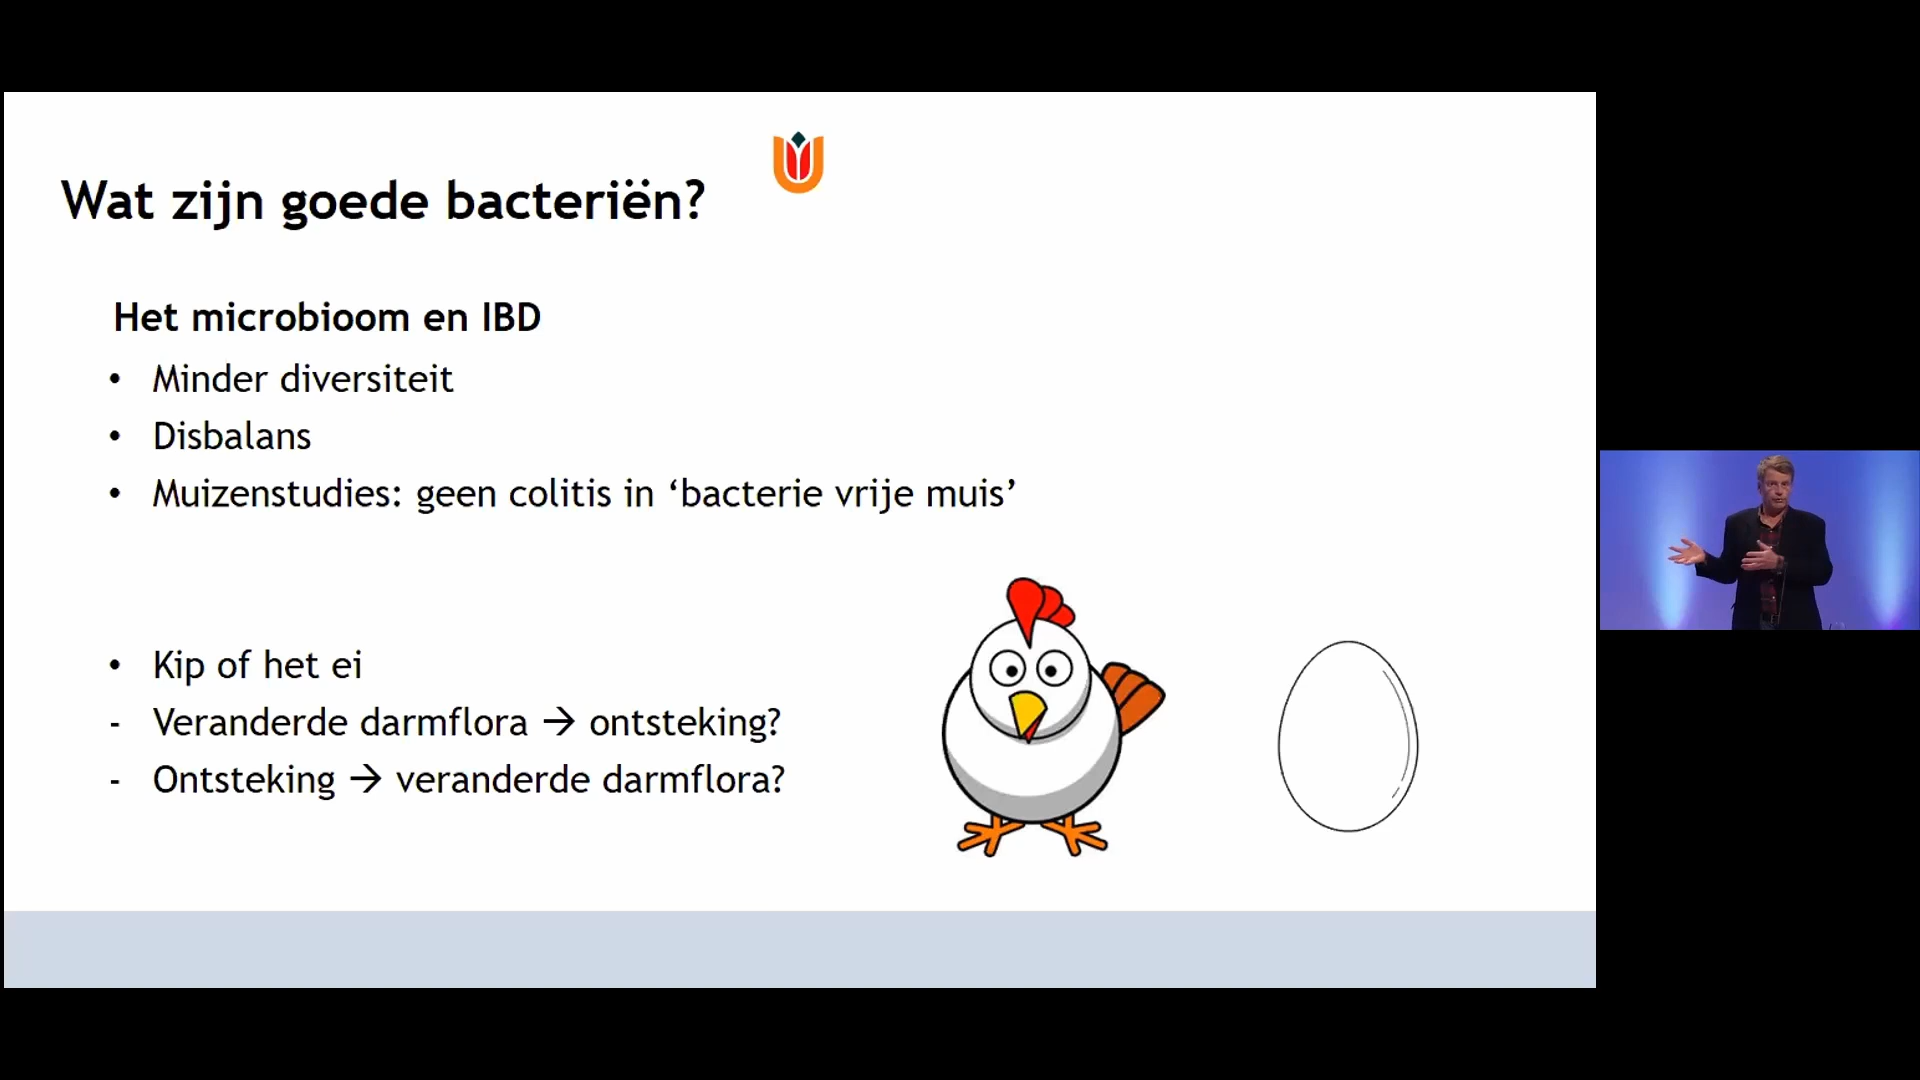 Wat zijn goede bacteriën?
Het microbioom en IBD
• Minder diversiteit
• Disbalans
• Muizenstudies: geen colitis in ‘bacterie vrije muis’
• Kip of het ei
- Veranderde darmflora → ontsteking?
- Ontsteking → veranderde darmflora?